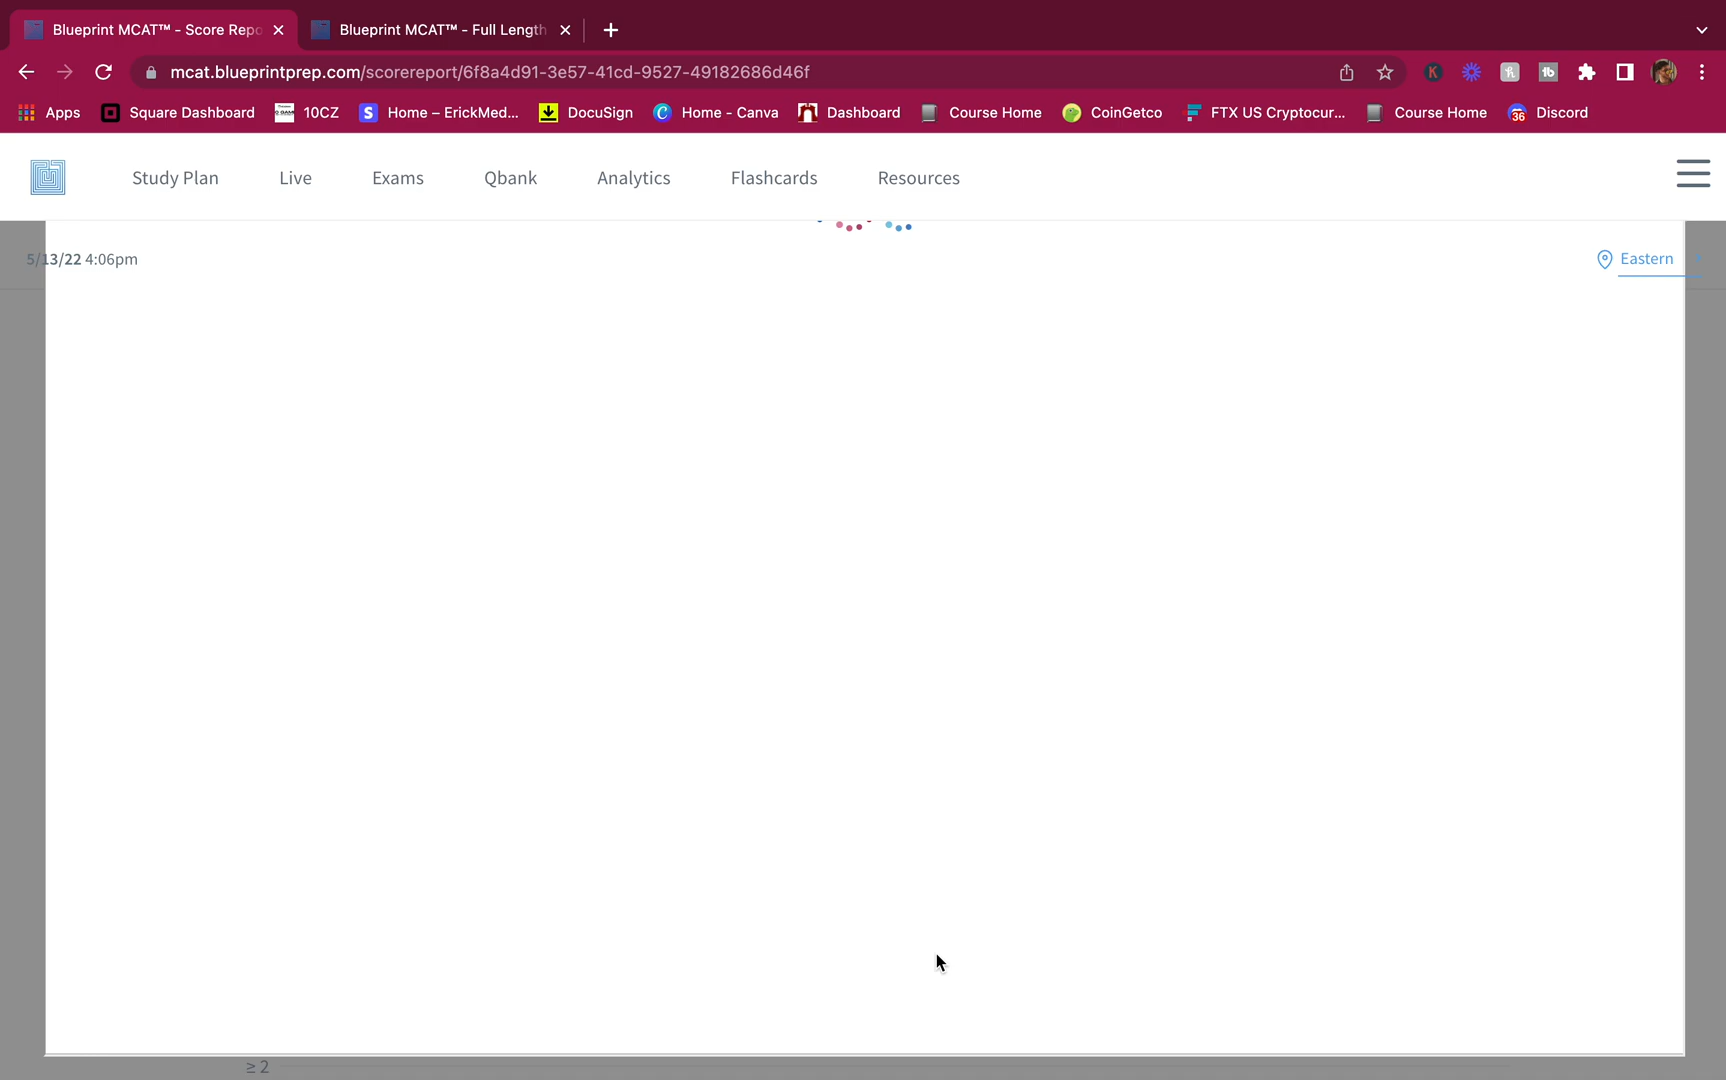 Blueprint MCAT™ - Score Repo
Blueprint MCAT™ - Full Length
mcat.blueprintprep.com/scorereport/6f8a4d91-3e57-41cd-9527-49182686d46f
Apps Square Dashboard 10CZ Home – ErickMed... DocuSign Home - Canva Dashboard Course Home CoinGetco FTX US Cryptocur... Course Home 36 Discord
Study Plan Live Exams Qbank Analytics Flashcards Resources
5/13/22 4:06pm
Eastern
≥ 2